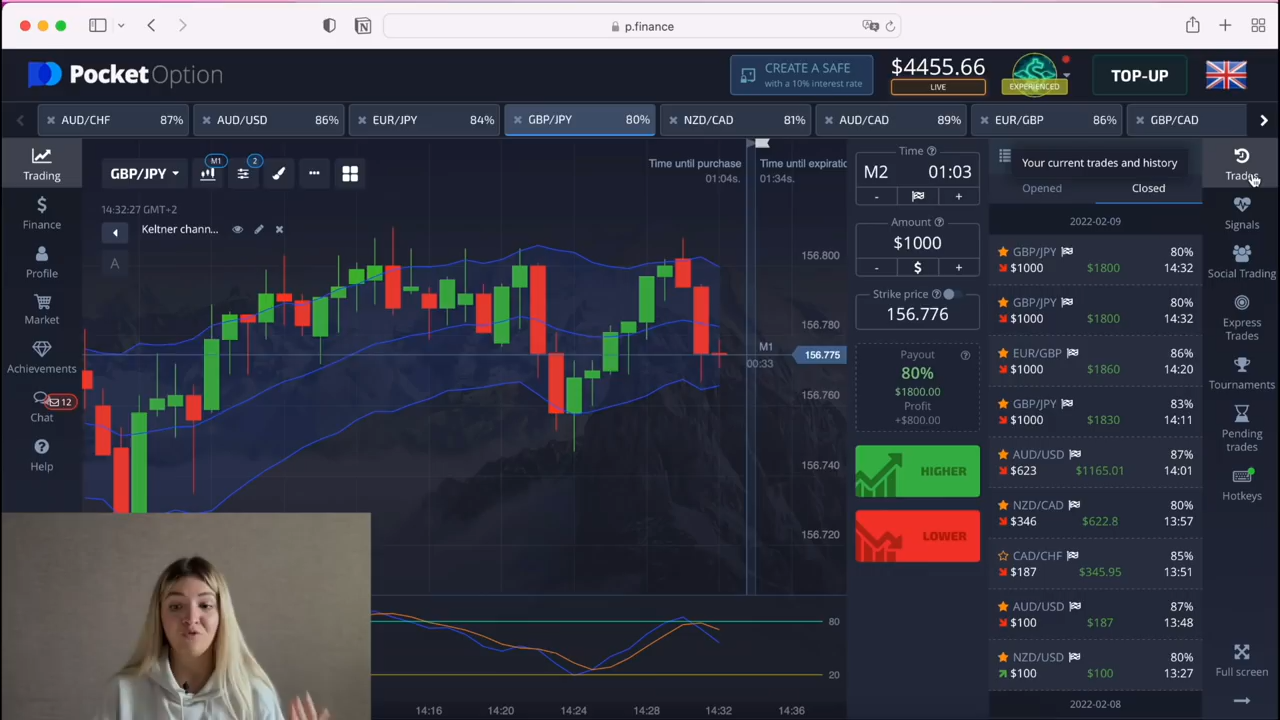 p.finance
PocketOption
CREATE A SAFE
with a 10% interest rate
$4455.66
LIVE
EXPERIENCED
TOP-UP
AUD/CHF 87%
AUD/USD 86%
EUR/JPY 84%
GBP/JPY 80%
NZD/CAD 81%
AUD/CAD 89%
EUR/GBP 86%
GBP/CAD
Trading
Finance
Profile
Market
Achievements
12
Chat
Help
GBP/JPY
M1
2
14:32:27 GMT+2
Keltner chann...
A
Time until purchase
01:04s.
Time until expiratio
01:34s.
156.800
156.780
M1
00:33
156.775
156.760
156.740
156.720
80
20
14:16
14:20
14:24
14:28
14:32
14:36
Time
M2 01:03
- +
Amount
$1000
- $ +
Strike price
156.776
Payout
80%
$1800.00
Profit
+$800.00
HIGHER
LOWER
Your current trades and history
Opened
Closed
2022-02-09
GBP/JPY 80%
$1000 $1800 14:32
GBP/JPY 80%
$1000 $1800 14:32
EUR/GBP 86%
$1000 $1860 14:20
GBP/JPY 83%
$1000 $1830 14:11
AUD/USD 87%
$623 $1165.01 14:01
NZD/CAD 80%
$346 $622.8 13:57
CAD/CHF 85%
$187 $345.95 13:51
AUD/USD 87%
$100 $187 13:48
NZD/USD 80%
$100 $100 13:27
2022-02-08
Trades
Signals
Social Trading
Express
Trades
Tournaments
Pending
trades
Hotkeys
Full screen